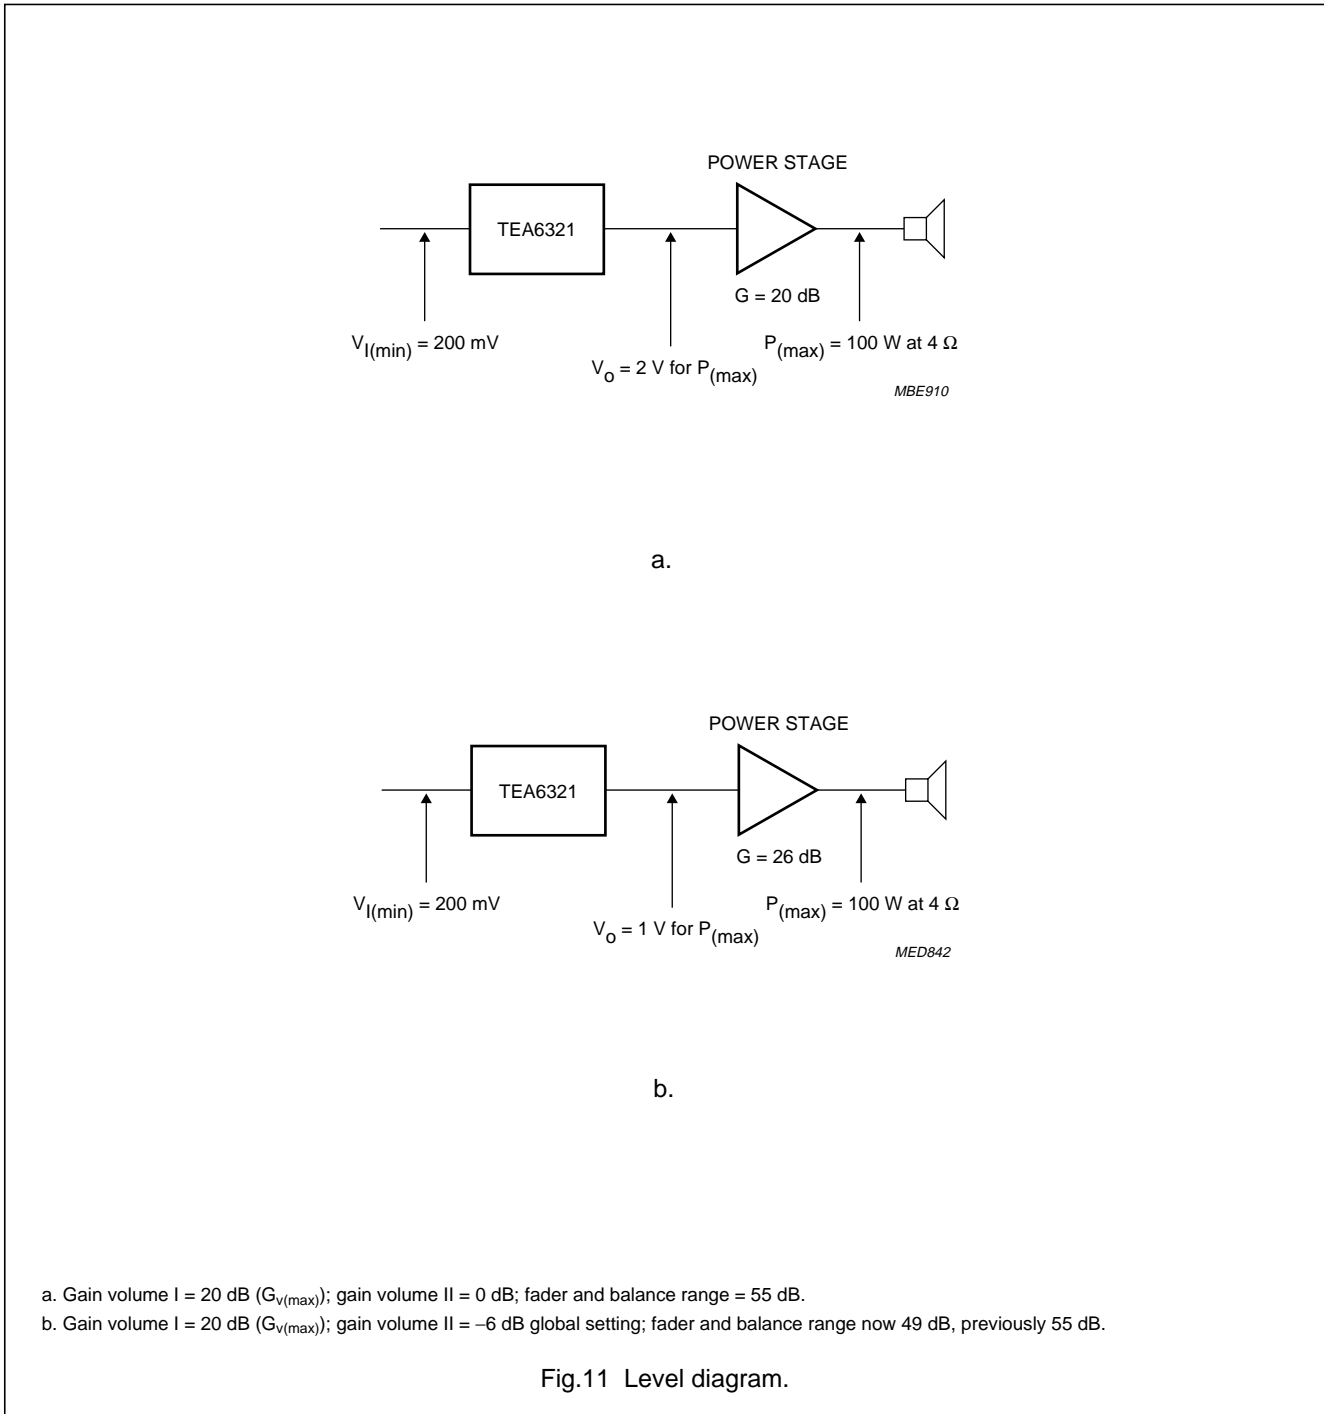 POWER STAGE
TEA6321
G = 20 dB
V_I(min) = 200 mV
P(max) = 100 W at 4 Ω
V_o = 2 V for P(max)
MBE910
a.
POWER STAGE
TEA6321
G = 26 dB
V_I(min) = 200 mV
P(max) = 100 W at 4 Ω
V_o = 1 V for P(max)
MED842
b.
a. Gain volume I = 20 dB (G_v(max)); gain volume II = 0 dB; fader and balance range = 55 dB.
b. Gain volume I = 20 dB (G_v(max)); gain volume II = −6 dB global setting; fader and balance range now 49 dB, previously 55 dB.
Fig.11 Level diagram.